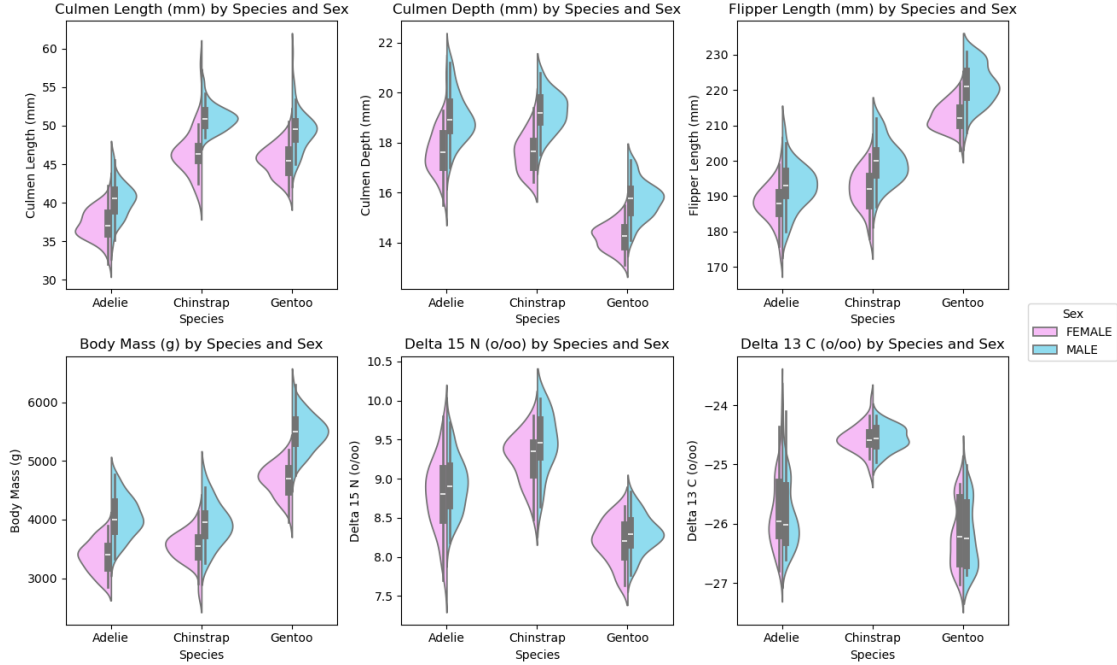 Culmen Length (mm) by Species and Sex
Culmen Length (mm)
60
55
50
45
40
35
30
Adelie Chinstrap Gentoo
Species
Culmen Depth (mm) by Species and Sex
Culmen Depth (mm)
22
20
18
16
14
Adelie Chinstrap Gentoo
Species
Flipper Length (mm) by Species and Sex
Flipper Length (mm)
230
220
210
200
190
180
170
Adelie Chinstrap Gentoo
Species
Sex
FEMALE
MALE
Body Mass (g) by Species and Sex
Body Mass (g)
6000
5000
4000
3000
Adelie Chinstrap Gentoo
Species
Delta 15 N (o/oo) by Species and Sex
Delta 15 N (o/oo)
10.5
10.0
9.5
9.0
8.5
8.0
7.5
Adelie Chinstrap Gentoo
Species
Delta 13 C (o/oo) by Species and Sex
Delta 13 C (o/oo)
−24
−25
−26
−27
Adelie Chinstrap Gentoo
Species